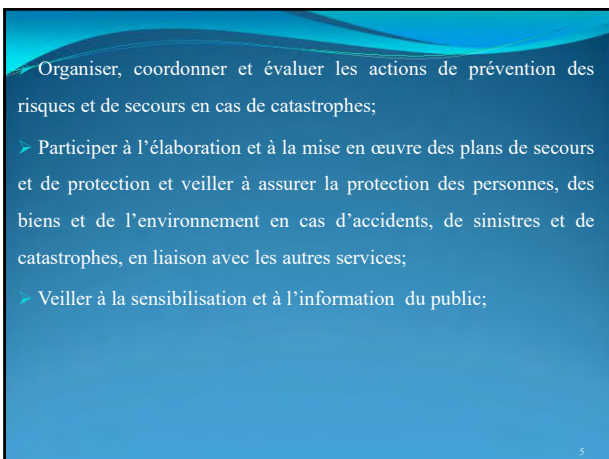 ➢ Organiser, coordonner et évaluer les actions de prévention des
risques et de secours en cas de catastrophes;
➢ Participer à l’élaboration et à la mise en œuvre des plans de secours
et de protection et veiller à assurer la protection des personnes, des
biens et de l’environnement en cas d’accidents, de sinistres et de
catastrophes, en liaison avec les autres services;
➢ Veiller à la sensibilisation et à l’information du public;
5